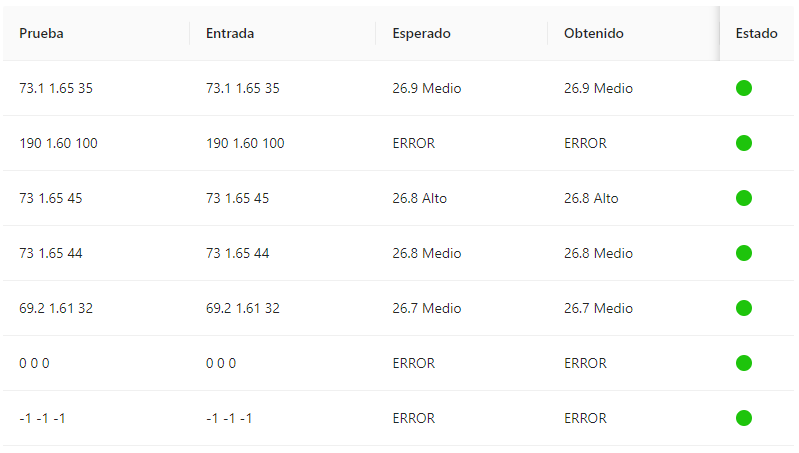 Prueba Entrada Esperado Obtenido Estado
73.1 1.65 35 73.1 1.65 35 26.9 Medio 26.9 Medio
190 1.60 100 190 1.60 100 ERROR ERROR
73 1.65 45 73 1.65 45 26.8 Alto 26.8 Alto
73 1.65 44 73 1.65 44 26.8 Medio 26.8 Medio
69.2 1.61 32 69.2 1.61 32 26.7 Medio 26.7 Medio
0 0 0 0 0 0 ERROR ERROR
-1 -1 -1 -1 -1 -1 ERROR ERROR